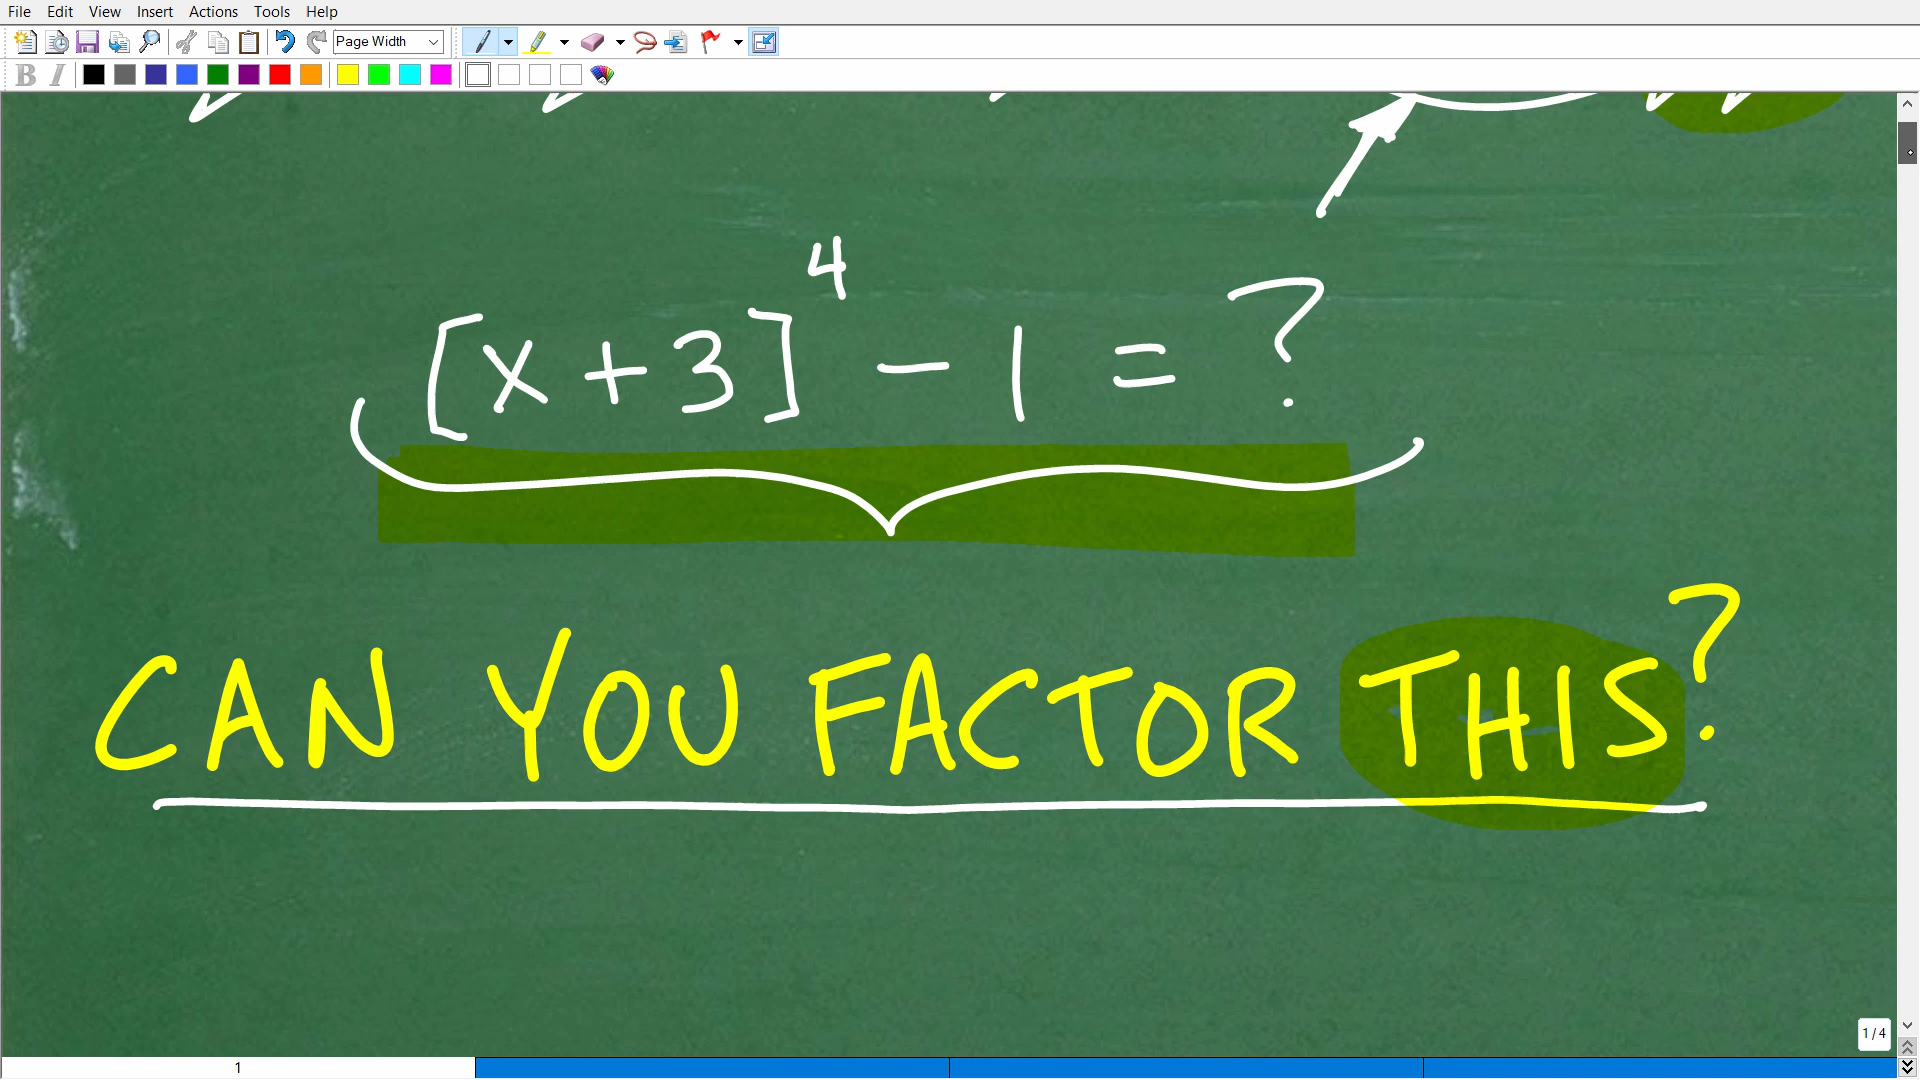 File Edit View Insert Actions Tools Help
Page Width
B I
[x+3]⁴ - 1 = ?
CAN YOU FACTOR THIS?
1 / 4
1